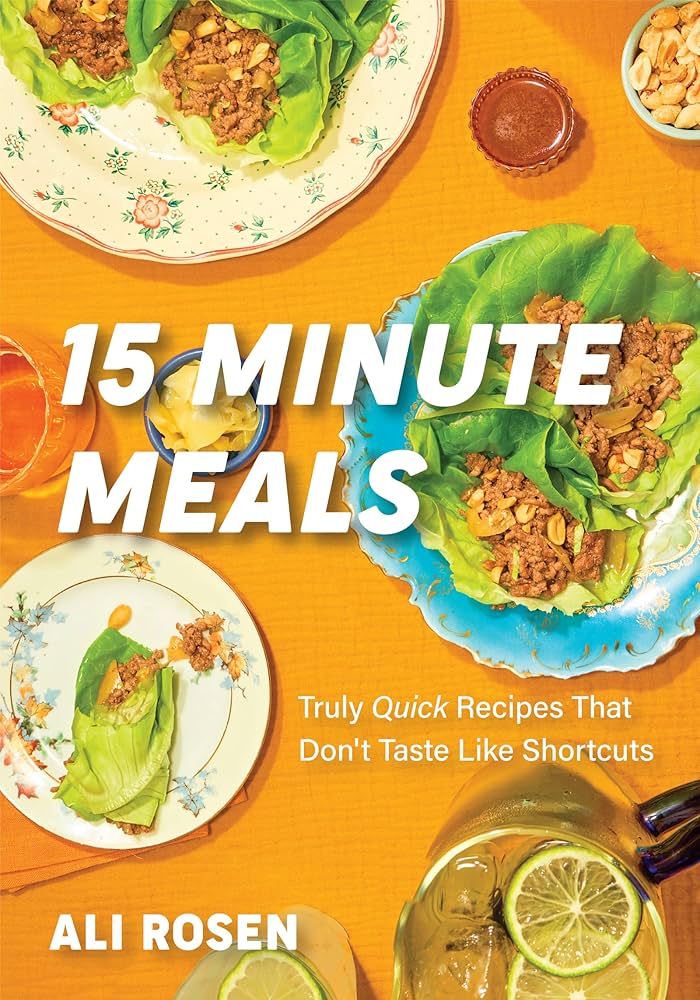 15 MINUTE
MEALS
Truly Quick Recipes That
Don't Taste Like Shortcuts
ALI ROSEN